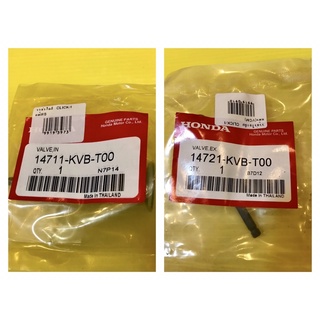 GENUINE PARTS
Honda Motor Co., Ltd.
VALVE,IN
14711-KVB-T00
QTY 1 N7P14
Made in THAILAND
GENUINE PARTS
Honda Motor Co., Ltd.
HONDA
VALVE,EX
14721-KVB-T00
QTY 1 87D12
Made in THAILAND